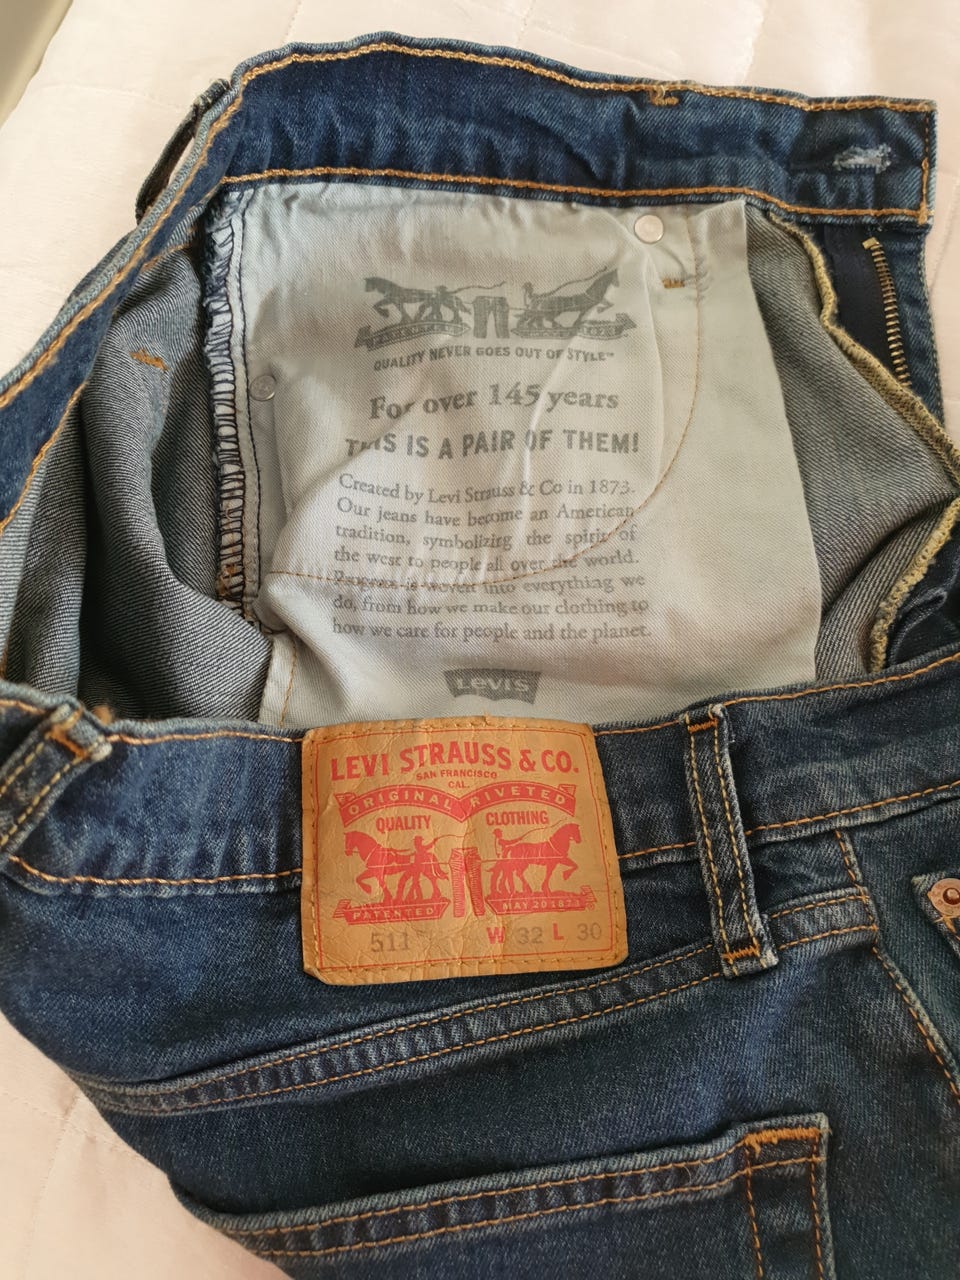 QUALITY NEVER GOES OUT OF STYLE™
For over 145 years
THIS IS A PAIR OF THEM!
Created by Levi Strauss & Co in 1873.
Our jeans have become an American
tradition, symbolizing the spirit of
the west to people all over the world.
Progress is woven into everything we
do, from how we make our clothing to
how we care for people and the planet.
LEVI'S
LEVI STRAUSS & CO.
SAN FRANCISCO
CAL.
ORIGINAL RIVETED
QUALITY CLOTHING
PATENTED MAY 20 1873
511 W 32 L 30